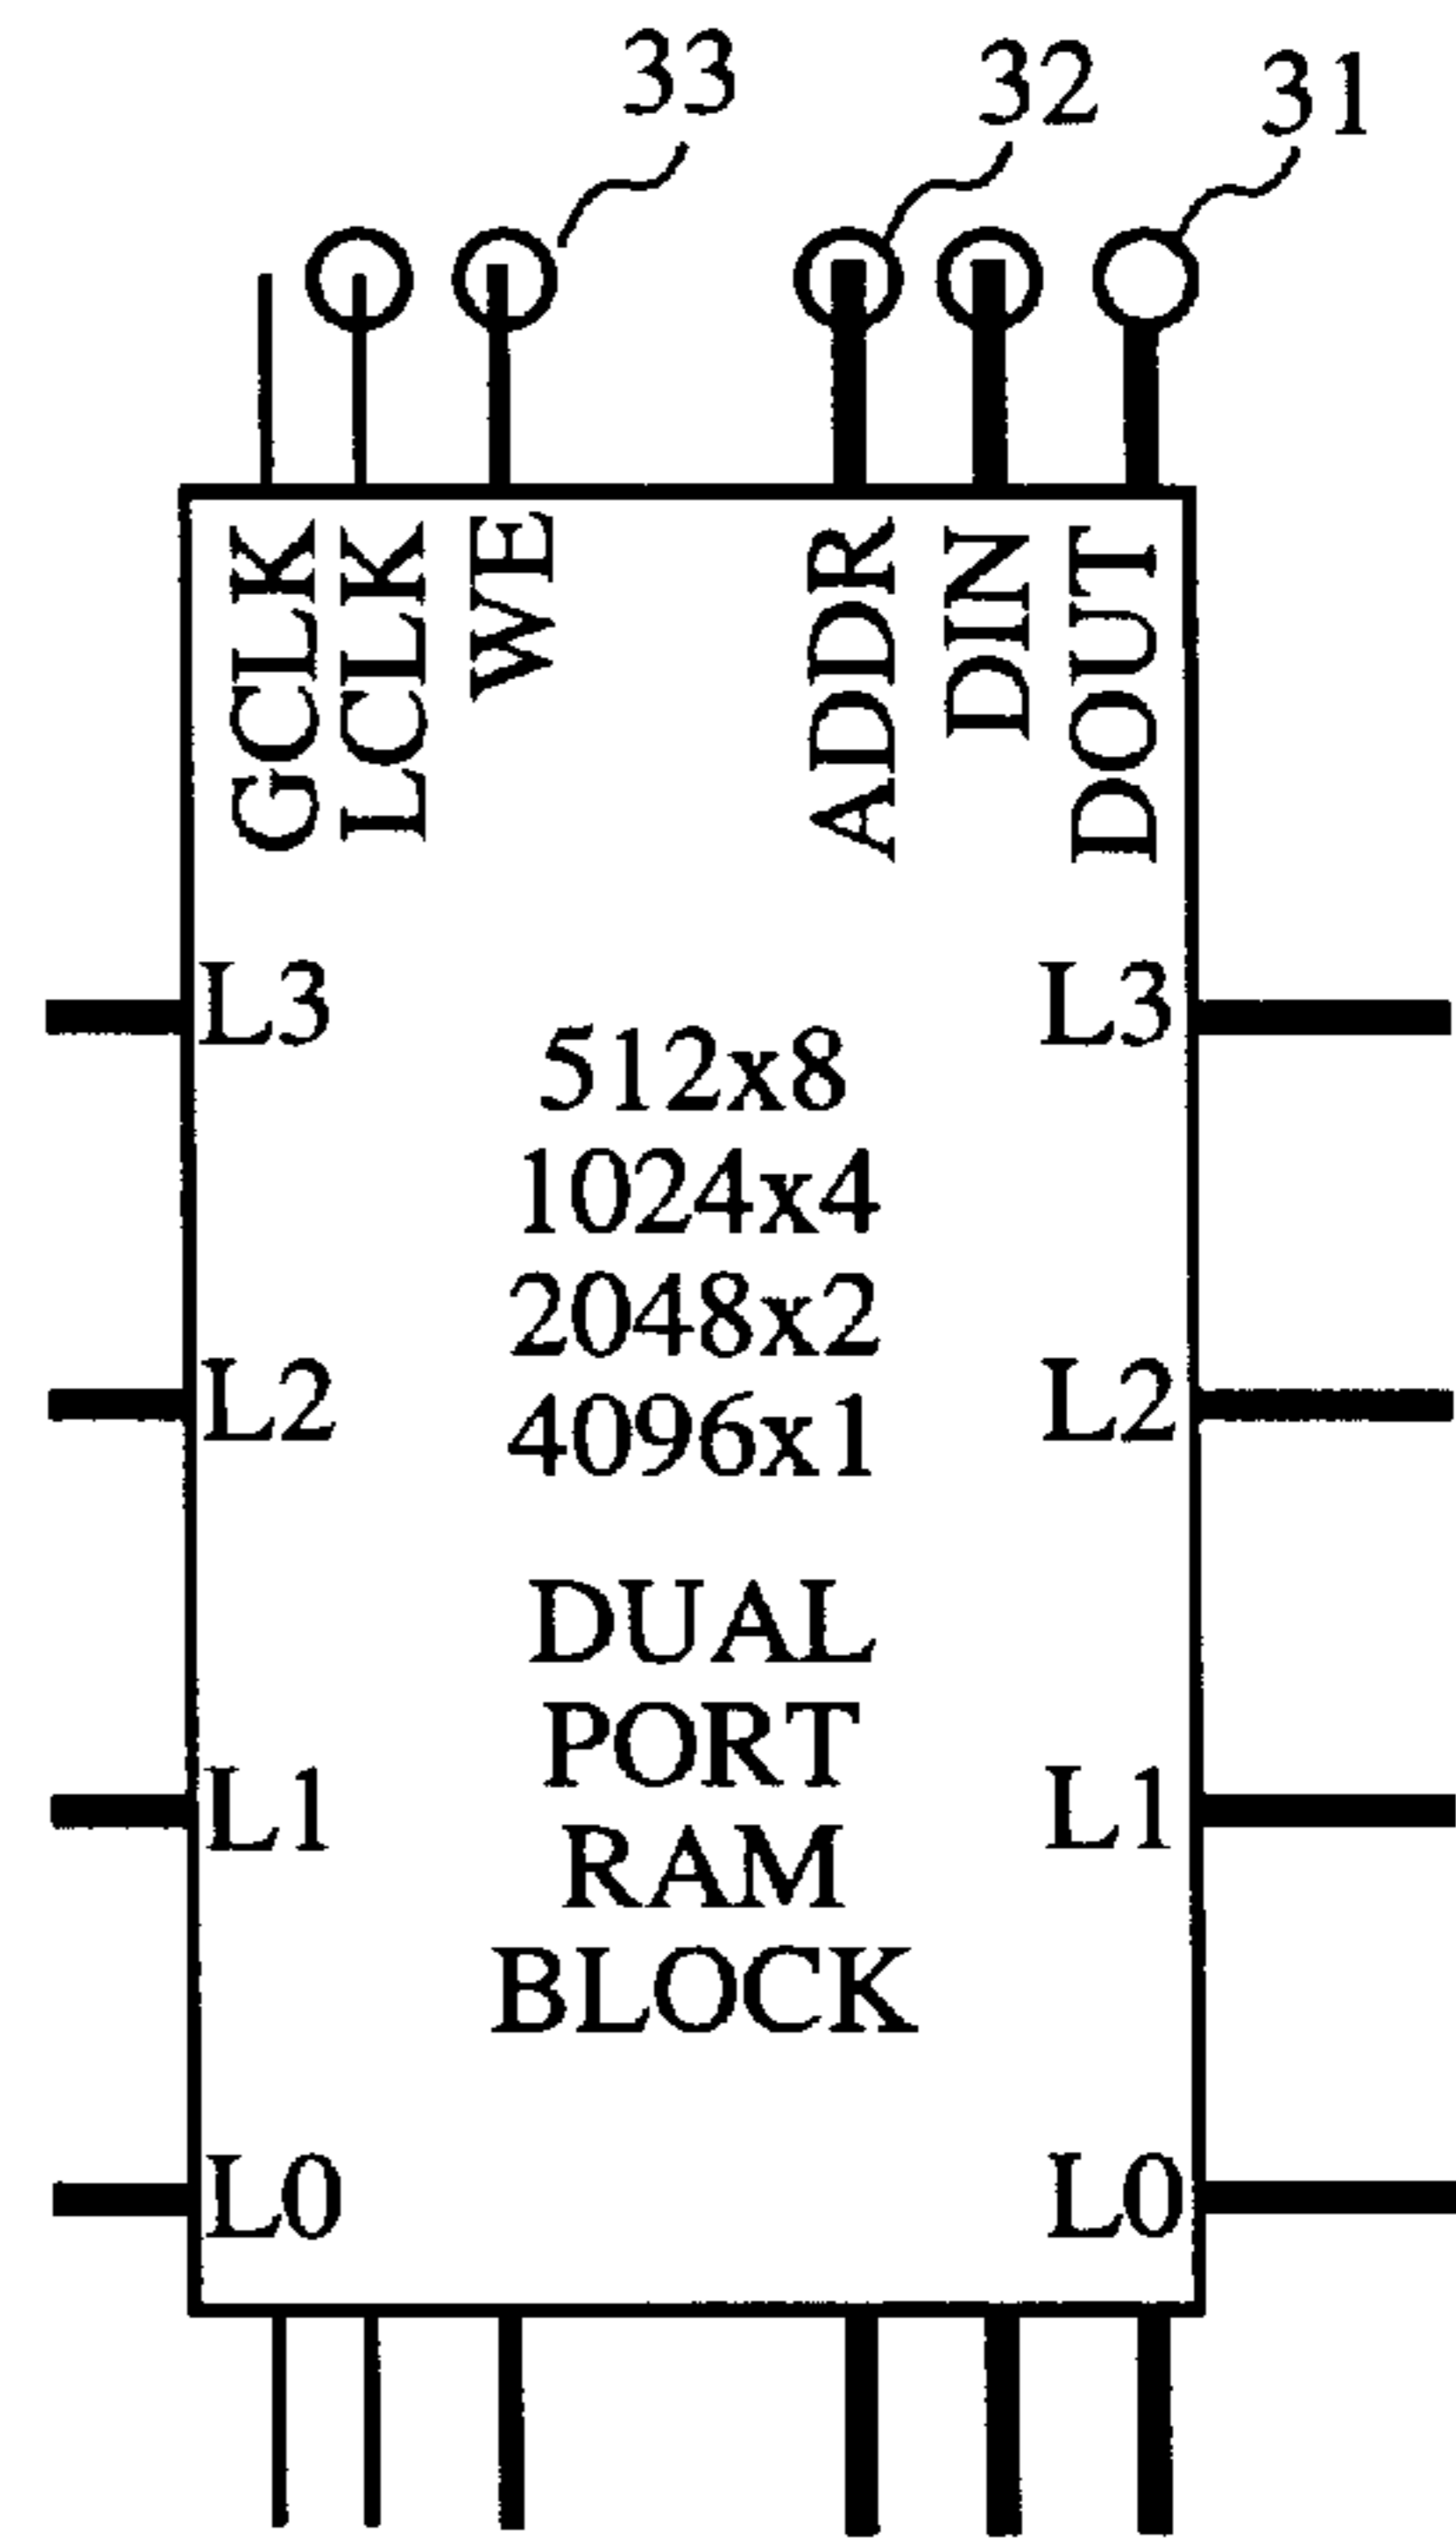 33 32 31
GCLK LCLK WE ADDR DIN DOUT
L3 L3
512x8
1024x4
2048x2
4096x1
L2 L2
DUAL
PORT
RAM
BLOCK
L1 L1
L0 L0